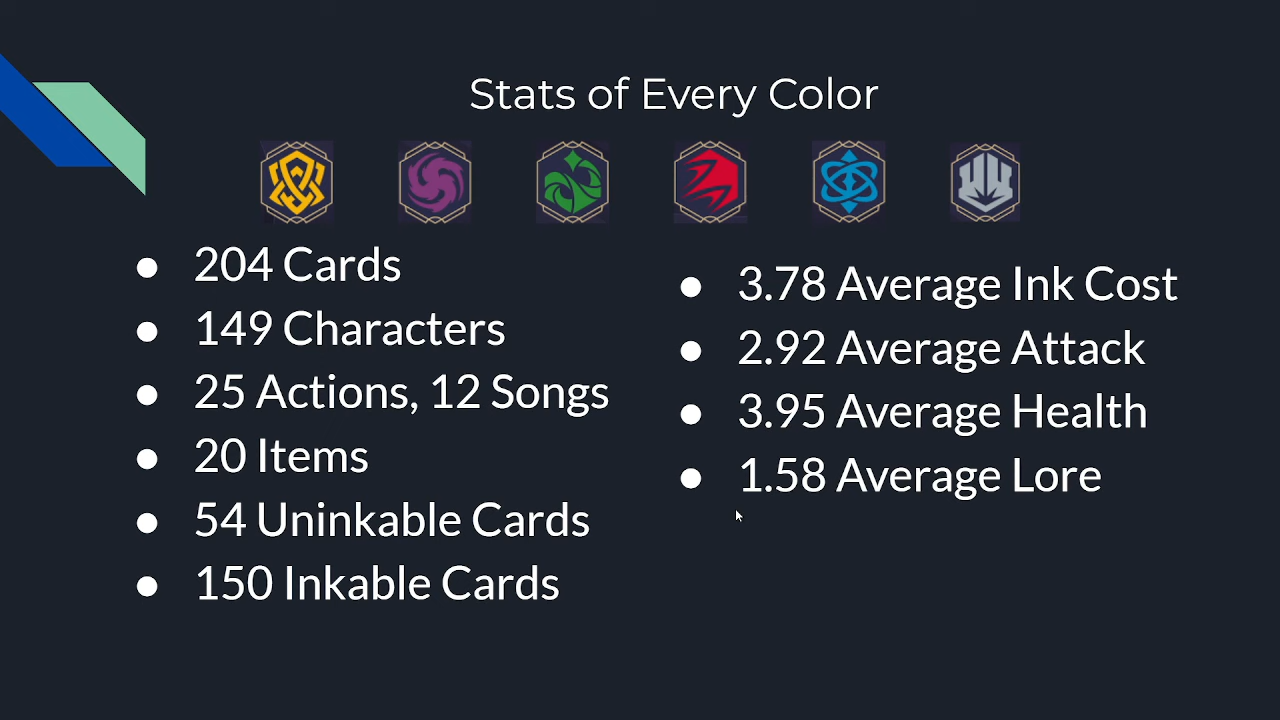 Stats of Every Color
● 204 Cards
● 149 Characters
● 25 Actions, 12 Songs
● 20 Items
● 54 Uninkable Cards
● 150 Inkable Cards
● 3.78 Average Ink Cost
● 2.92 Average Attack
● 3.95 Average Health
● 1.58 Average Lore